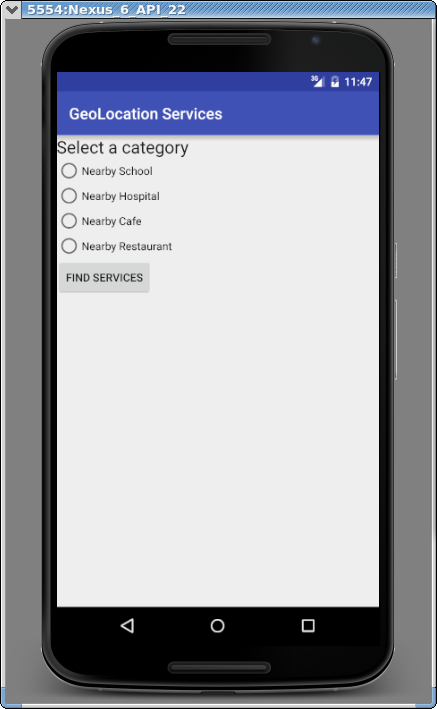 5554:Nexus_6_API_22
3G 11:47
GeoLocation Services
Select a category
Nearby School
Nearby Hospital
Nearby Cafe
Nearby Restaurant
FIND SERVICES